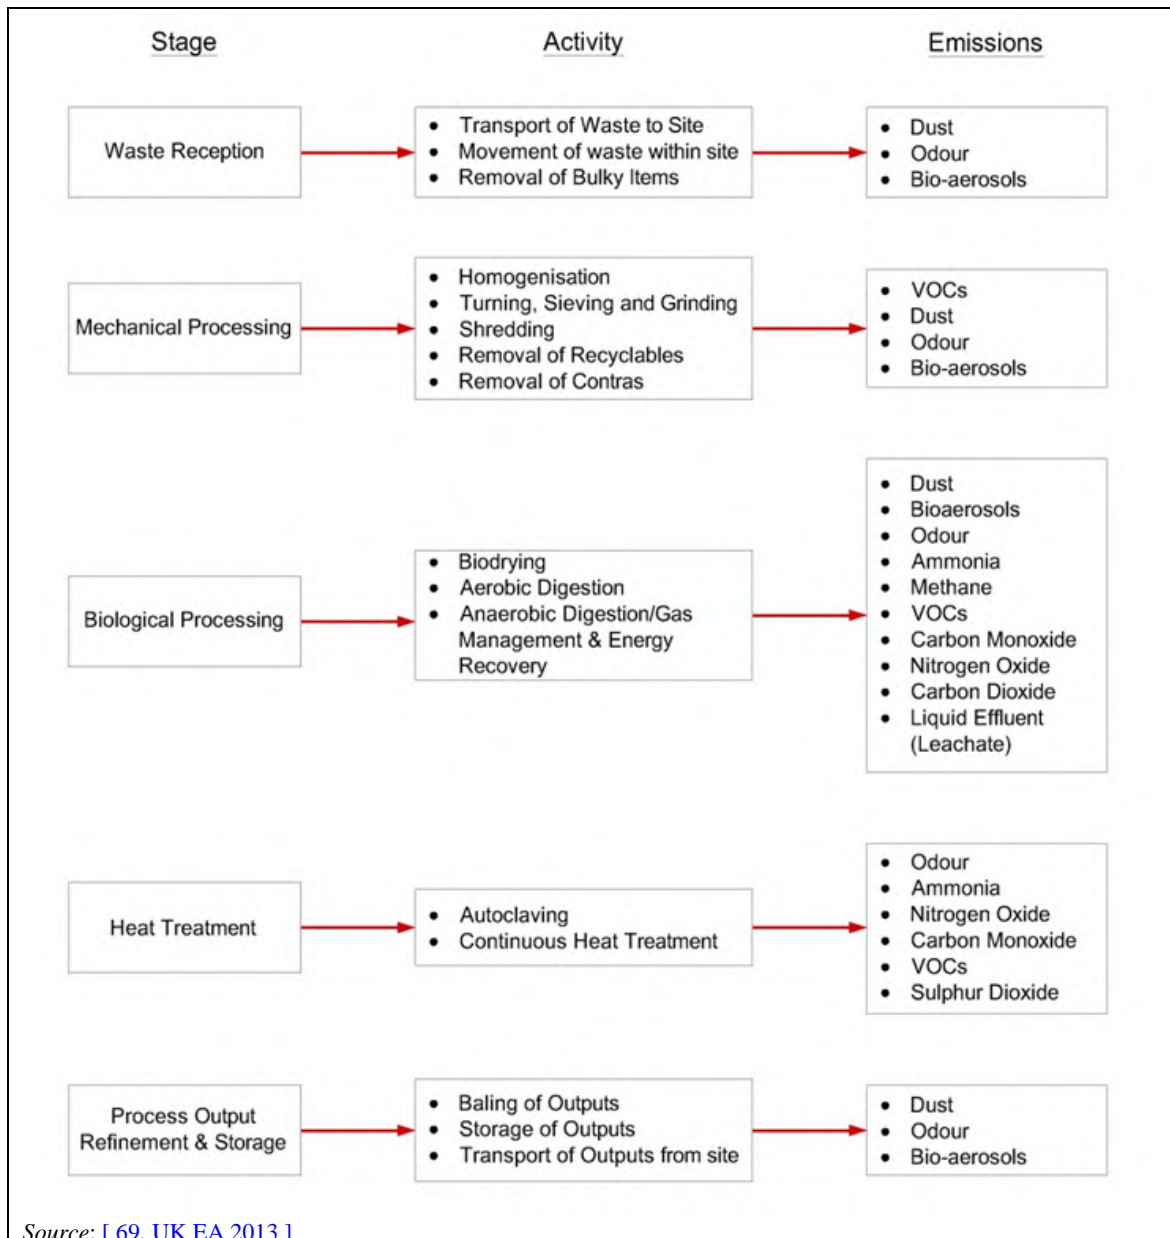 Stage
Activity
Emissions
Waste Reception
• Transport of Waste to Site
• Movement of waste within site
• Removal of Bulky Items
• Dust
• Odour
• Bio-aerosols
Mechanical Processing
• Homogenisation
• Turning, Sieving and Grinding
• Shredding
• Removal of Recyclables
• Removal of Contras
• VOCs
• Dust
• Odour
• Bio-aerosols
Biological Processing
• Biodrying
• Aerobic Digestion
• Anaerobic Digestion/Gas
Management & Energy
Recovery
• Dust
• Bioaerosols
• Odour
• Ammonia
• Methane
• VOCs
• Carbon Monoxide
• Nitrogen Oxide
• Carbon Dioxide
• Liquid Effluent
(Leachate)
Heat Treatment
• Autoclaving
• Continuous Heat Treatment
• Odour
• Ammonia
• Nitrogen Oxide
• Carbon Monoxide
• VOCs
• Sulphur Dioxide
Process Output
Refinement & Storage
• Baling of Outputs
• Storage of Outputs
• Transport of Outputs from site
• Dust
• Odour
• Bio-aerosols
Source: [ 69, UK EA 2013 ]